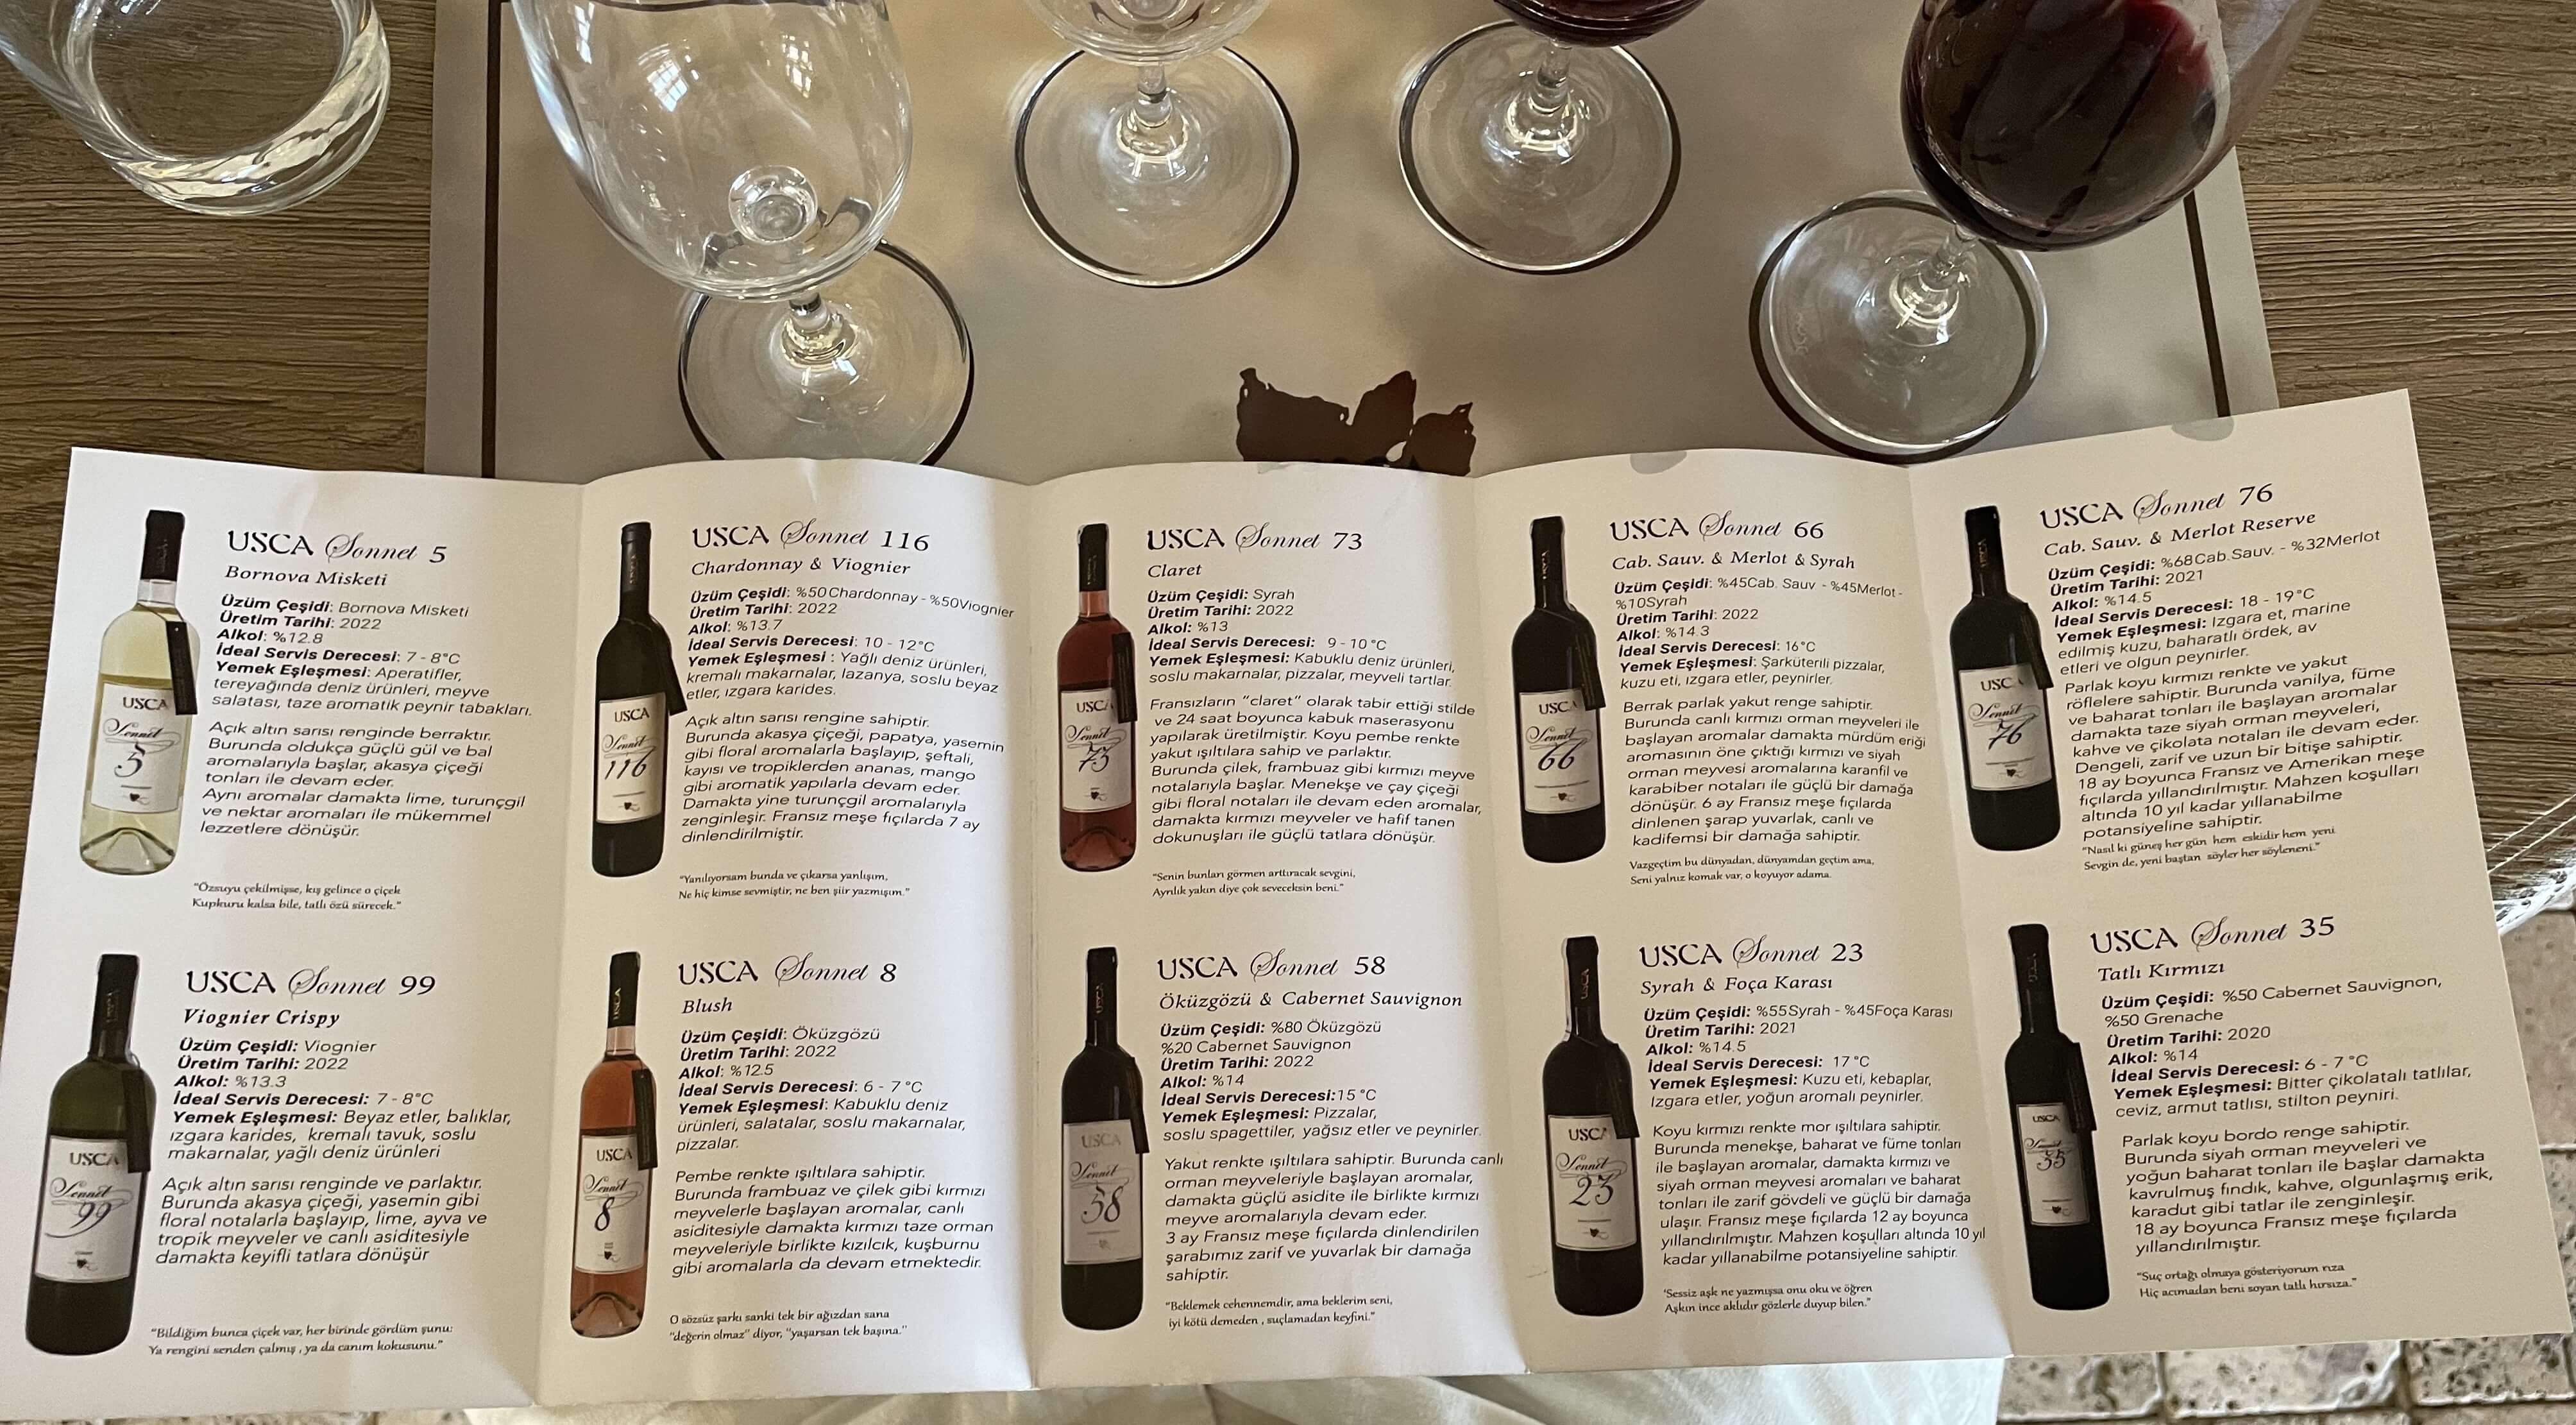 USCA Sonnet 5
Bornova Misketi
Üzüm Çeşidi: Bornova Misketi
Üretim Tarihi: 2022
Alkol: %12.8
İdeal Servis Derecesi: 7 - 8°C
Yemek Eşleşmesi: Aperatifler,
tereyağında deniz ürünleri, meyve
salatası, taze aromatik peynir tabakları.
Açık altın sarısı renginde berraktır.
Burunda oldukça güçlü gül ve bal
aromalarıyla başlar, akasya çiçeği
tonları ile devam eder.
Aynı aromalar damakta lime, turunçgil
ve nektar aromaları ile mükemmel
lezzetlere dönüşür.
"Özsuyu çekilmişse, kış gelince o çiçek
Kupkuru kalsa bile, tatlı özü sürecek."
USCA
Sonnet
5
USCA Sonnet 116
Chardonnay & Viognier
Üzüm Çeşidi: %50Chardonnay - %50Viognier
Üretim Tarihi: 2022
Alkol: %13.7
İdeal Servis Derecesi: 10 - 12°C
Yemek Eşleşmesi : Yağlı deniz ürünleri,
kremalı makarnalar, lazanya, soslu beyaz
etler, ızgara karides.
Açık altın sarısı rengine sahiptir.
Burunda akasya çiçeği, papatya, yasemin
gibi floral aromalarla başlayıp, şeftali,
kayısı ve tropiklerden ananas, mango
gibi aromatik yapılarla devam eder.
Damakta yine turunçgil aromalarıyla
zenginleşir. Fransız meşe fıçılarda 7 ay
dinlendirilmiştir.
"Yanılıyorsam bunda ve çıkarsa yanlışım,
Ne hiç kimse sevmiştir, ne ben şiir yazmışım."
USCA
Sonnet
116
USCA Sonnet 73
Claret
Üzüm Çeşidi: Syrah
Üretim Tarihi: 2022
Alkol: %13
İdeal Servis Derecesi: 9 - 10°C
Yemek Eşleşmesi: Kabuklu deniz ürünleri,
soslu makarnalar, pizzalar, meyveli tartlar.
Fransızların "claret" olarak tabir ettiği stilde
ve 24 saat boyunca kabuk maserasyonu
yapılarak üretilmiştir. Koyu pembe renkte
yakut ışıltılara sahip ve parlaktır.
Burunda çilek, frambuaz gibi kırmızı meyve
notalarıyla başlar. Menekşe ve çay çiçeği
gibi floral notaları ile devam eden aromalar,
damakta kırmızı meyveler ve hafif tanen
dokunuşları ile güçlü tatlara dönüşür.
"Senin bunları görmen arttıracak sevgini,
Ayrılık yakın diye çok seveceksin beni."
USCA
Sonnet
73
USCA Sonnet 66
Cab. Sauv. & Merlot & Syrah
Üzüm Çeşidi: %45Cab. Sauv - %45Merlot -
%10Syrah
Üretim Tarihi: 2022
Alkol: %14.3
İdeal Servis Derecesi: 16°C
Yemek Eşleşmesi: Şarküterili pizzalar,
kuzu eti, ızgara etler, peynirler.
Berrak parlak yakut renge sahiptir.
Burunda canlı kırmızı orman meyveleri ile
başlayan aromalar damakta mürdüm eriği
aromasının öne çıktığı kırmızı ve siyah
orman meyvesi aromalarına karanfil ve
karabiber notaları ile güçlü bir damağa
dönüşür. 6 ay Fransız meşe fıçılarda
dinlenen şarap yuvarlak, canlı ve
kadifemsi bir damağa sahiptir.
Vazgeçtim bu dünyadan, dünyamdan geçtim ama,
Seni yalnız komak var, o koyuyor adama.
USCA
Sonnet
66
USCA Sonnet 76
Cab. Sauv. & Merlot Reserve
Üzüm Çeşidi: %68Cab.Sauv. - %32Merlot
Üretim Tarihi: 2021
Alkol: %14.5
İdeal Servis Derecesi: 18 - 19°C
Yemek Eşleşmesi: Izgara et, marine
edilmiş kuzu, baharatlı ördek, av
etleri ve olgun peynirler.
Parlak koyu kırmızı renkte ve yakut
röflelere sahiptir. Burunda vanilya, füme
ve baharat tonları ile başlayan aromalar
damakta taze siyah orman meyveleri,
kahve ve çikolata notaları ile devam eder.
Dengeli, zarif ve uzun bir bitişe sahiptir.
18 ay boyunca Fransız ve Amerikan meşe
fıçılarda yıllandırılmıştır. Mahzen koşulları
altında 10 yıl kadar yıllanabilme
potansiyeline sahiptir.
"Nasıl ki güneş her gün hem eskidir hem yeni
Sevgin de, yeni baştan söyler her söyleneni."
USCA
Sonnet
76
USCA Sonnet 99
Viognier Crispy
Üzüm Çeşidi: Viognier
Üretim Tarihi: 2022
Alkol: %13.3
İdeal Servis Derecesi: 7 - 8°C
Yemek Eşleşmesi: Beyaz etler, balıklar,
ızgara karides, kremalı tavuk, soslu
makarnalar, yağlı deniz ürünleri
Açık altın sarısı renginde ve parlaktır.
Burunda akasya çiçeği, yasemin gibi
floral notalarla başlayıp, lime, ayva ve
tropik meyveler ve canlı asiditesiyle
damakta keyifli tatlara dönüşür
"Bildiğim bunca çiçek var, her birinde gördüm şunu:
Ya rengini senden çalmış , ya da canım kokusunu."
USCA
Sonnet
99
USCA Sonnet 8
Blush
Üzüm Çeşidi: Öküzgözü
Üretim Tarihi: 2022
Alkol: %12.5
İdeal Servis Derecesi: 6 - 7 °C
Yemek Eşleşmesi: Kabuklu deniz
ürünleri, salatalar, soslu makarnalar,
pizzalar.
Pembe renkte ışıltılara sahiptir.
Burunda frambuaz ve çilek gibi kırmızı
meyvelerle başlayan aromalar, canlı
asiditesiyle damakta kırmızı taze orman
meyveleriyle birlikte kızılcık, kuşburnu
gibi aromalarla da devam etmektedir.
O sözsüz şarkı sanki tek bir ağızdan sana
"değerin olmaz" diyor, "yaşarsan tek başına."
USCA
Sonnet
8
USCA Sonnet 58
Öküzgözü & Cabernet Sauvignon
Üzüm Çeşidi: %80 Öküzgözü
%20 Cabernet Sauvignon
Üretim Tarihi: 2022
Alkol: %14
İdeal Servis Derecesi:15 °C
Yemek Eşleşmesi: Pizzalar,
soslu spagettiler, yağsız etler ve peynirler.
Yakut renkte ışıltılara sahiptir. Burunda canlı
orman meyveleriyle başlayan aromalar,
damakta güçlü asidite ile birlikte kırmızı
meyve aromalarıyla devam eder.
3 ay Fransız meşe fıçılarda dinlendirilen
şarabımız zarif ve yuvarlak bir damağa
sahiptir.
"Beklemek cehennemdir, ama beklerim seni,
iyi kötü demeden , suçlamadan keyfini."
USCA
Sonnet
58
USCA Sonnet 23
Syrah & Foça Karası
Üzüm Çeşidi: %55Syrah - %45Foça Karası
Üretim Tarihi: 2021
Alkol: %14.5
İdeal Servis Derecesi: 17 °C
Yemek Eşleşmesi: Kuzu eti, kebaplar,
Izgara etler, yoğun aromalı peynirler.
Koyu kırmızı renkte mor ışıltılara sahiptir.
Burunda menekşe, baharat ve füme tonları
ile başlayan aromalar, damakta kırmızı ve
siyah orman meyvesi aromaları ve baharat
tonları ile zarif gövdeli ve güçlü bir damağa
ulaşır. Fransız meşe fıçılarda 12 ay boyunca
yıllandırılmıştır. Mahzen koşulları altında 10 yıl
kadar yıllanabilme potansiyeline sahiptir.
'Sessiz aşk ne yazmışsa onu oku ve öğren
Aşkın ince aklıdır gözlerle duyup bilen."
USCA
Sonnet
23
USCA Sonnet 35
Tatlı Kırmızı
Üzüm Çeşidi: %50 Cabernet Sauvignon,
%50 Grenache
Üretim Tarihi: 2020
Alkol: %14
İdeal Servis Derecesi: 6 - 7 °C
Yemek Eşleşmesi: Bitter çikolatalı tatlılar,
ceviz, armut tatlısı, stilton peyniri.
Parlak koyu bordo renge sahiptir.
Burunda siyah orman meyveleri ve
yoğun baharat tonları ile başlar damakta
kavrulmuş fındık, kahve, olgunlaşmış erik,
karadut gibi tatlar ile zenginleşir.
18 ay boyunca Fransız meşe fıçılarda
yıllandırılmıştır.
"Suç ortağı olmaya gösteriyorum rıza
Hiç acımadan beni soyan tatlı hırsıza."
USCA
Sonnet
35